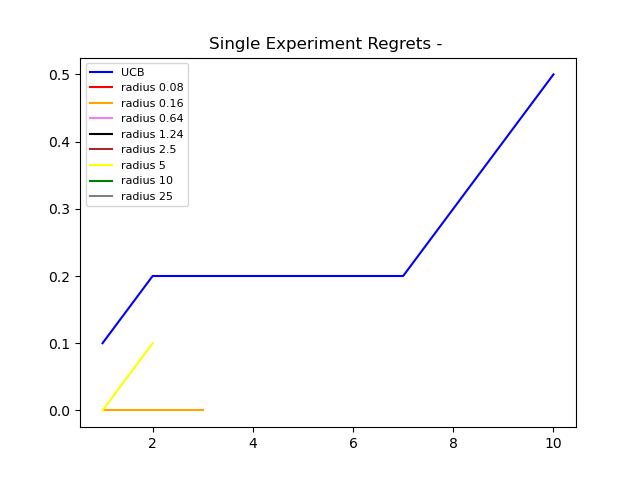 Single Experiment Regrets -
UCB
radius 0.08
radius 0.16
radius 0.64
radius 1.24
radius 2.5
radius 5
radius 10
radius 25
0.5
0.4
0.3
0.2
0.1
0.0
2 4 6 8 10